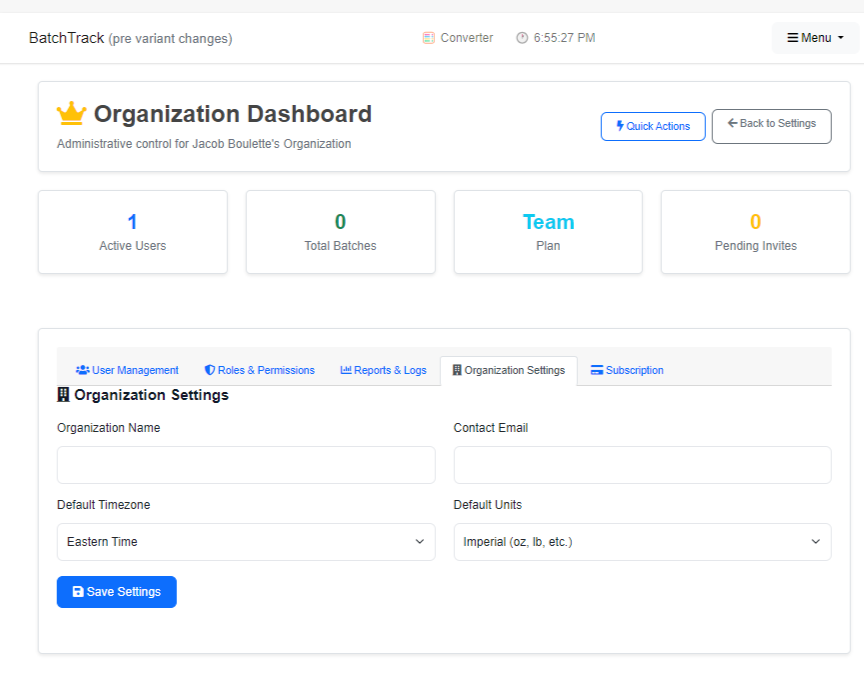 BatchTrack (pre variant changes) Converter 6:55:27 PM Menu
Organization Dashboard
Administrative control for Jacob Boulette's Organization
Quick Actions Back to Settings
1 0 Team 0
Active Users Total Batches Plan Pending Invites
User Management Roles & Permissions Reports & Logs Organization Settings Subscription
Organization Settings
Organization Name Contact Email
Default Timezone Default Units
Eastern Time Imperial (oz, lb, etc.)
Save Settings